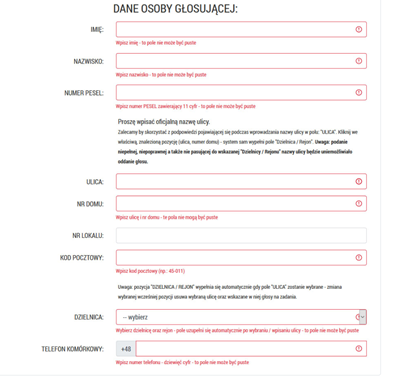 DANE OSOBY GŁOSUJĄCEJ:
IMIĘ:
Wpisz imię - to pole nie może być puste
NAZWISKO:
Wpisz nazwisko - to pole nie może być puste
NUMER PESEL:
Wpisz numer PESEL zawierający 11 cyfr - to pole nie może być puste
Proszę wpisać oficjalną nazwę ulicy.
Zalecamy by skorzystać z podpowiedzi pojawiającej się podczas wprowadzania nazwy ulicy w polu: "ULICA". Kliknij we
właściwą, znalezioną pozycję (ulica, numer domu) - system sam wypełni pole "Dzielnica / Rejon". Uwaga: podanie
niepełnej, niepoprawnej a także nie pasującej do wskazanej "Dzielnicy / Rejonu" nazwy ulicy będzie uniemożliwiało
oddanie głosu.
ULICA:
NR DOMU:
Wpisz ulicę i nr domu - te pola nie mogą być puste
NR LOKALU:
KOD POCZTOWY:
Wpisz kod pocztowy (np.: 45-011)
Uwaga: pozycja "DZIELNICA / REJON" wypełnia się automatycznie gdy pole "ULICA" zostanie wybrane - zmiana
wybranej wcześniej pozycji usuwa wybraną ulicę oraz wskazane w niej głosy na zadania.
DZIELNICA:
-- wybierz
Wybierz dzielnicę oraz rejon - pole uzupełni się automatycznie po wybraniu / wpisaniu ulicy - to pole nie może być puste
TELEFON KOMÓRKOWY:
+48
Wpisz numer telefonu - dziewięć cyfr - to pole nie może być puste